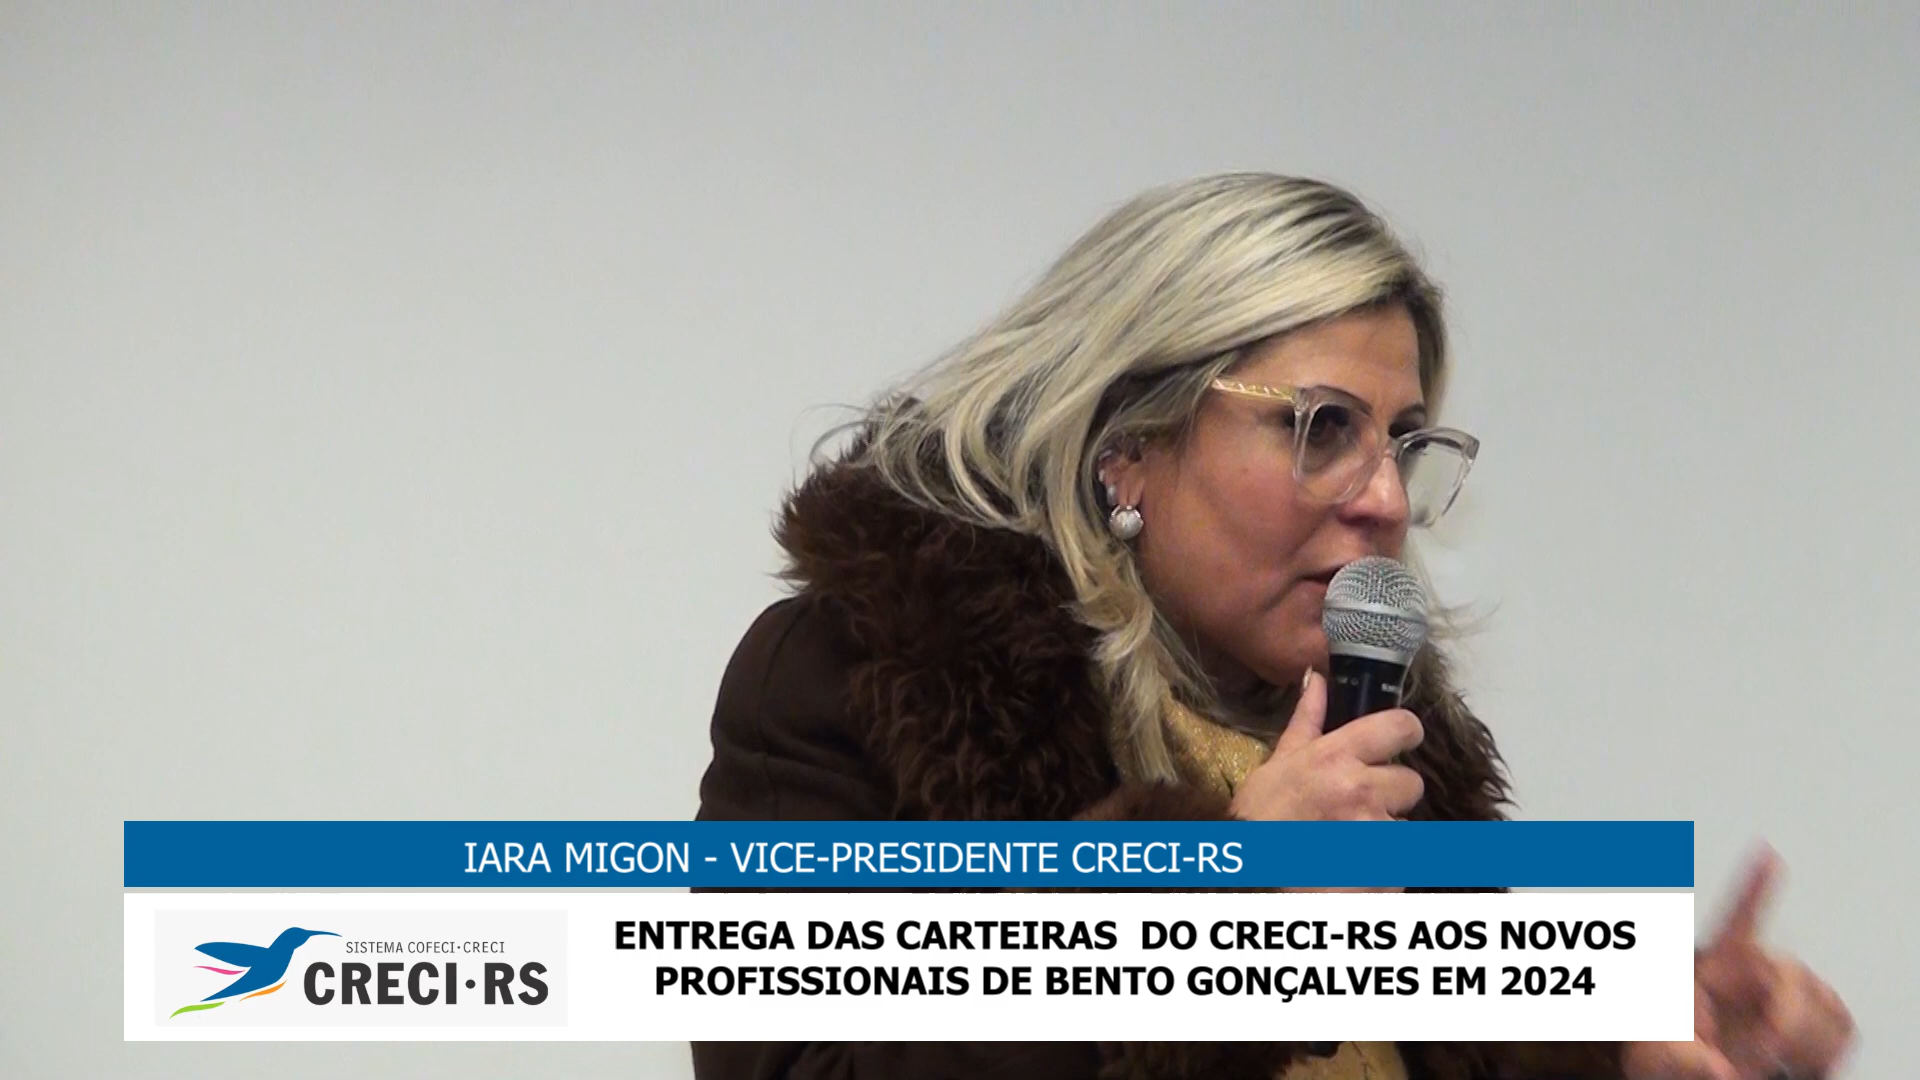 IARA MIGON - VICE-PRESIDENTE CRECI-RS
SISTEMA COFECI·CRECI
CRECI·RS
ENTREGA DAS CARTEIRAS  DO CRECI-RS AOS NOVOS
PROFISSIONAIS DE BENTO GONÇALVES EM 2024